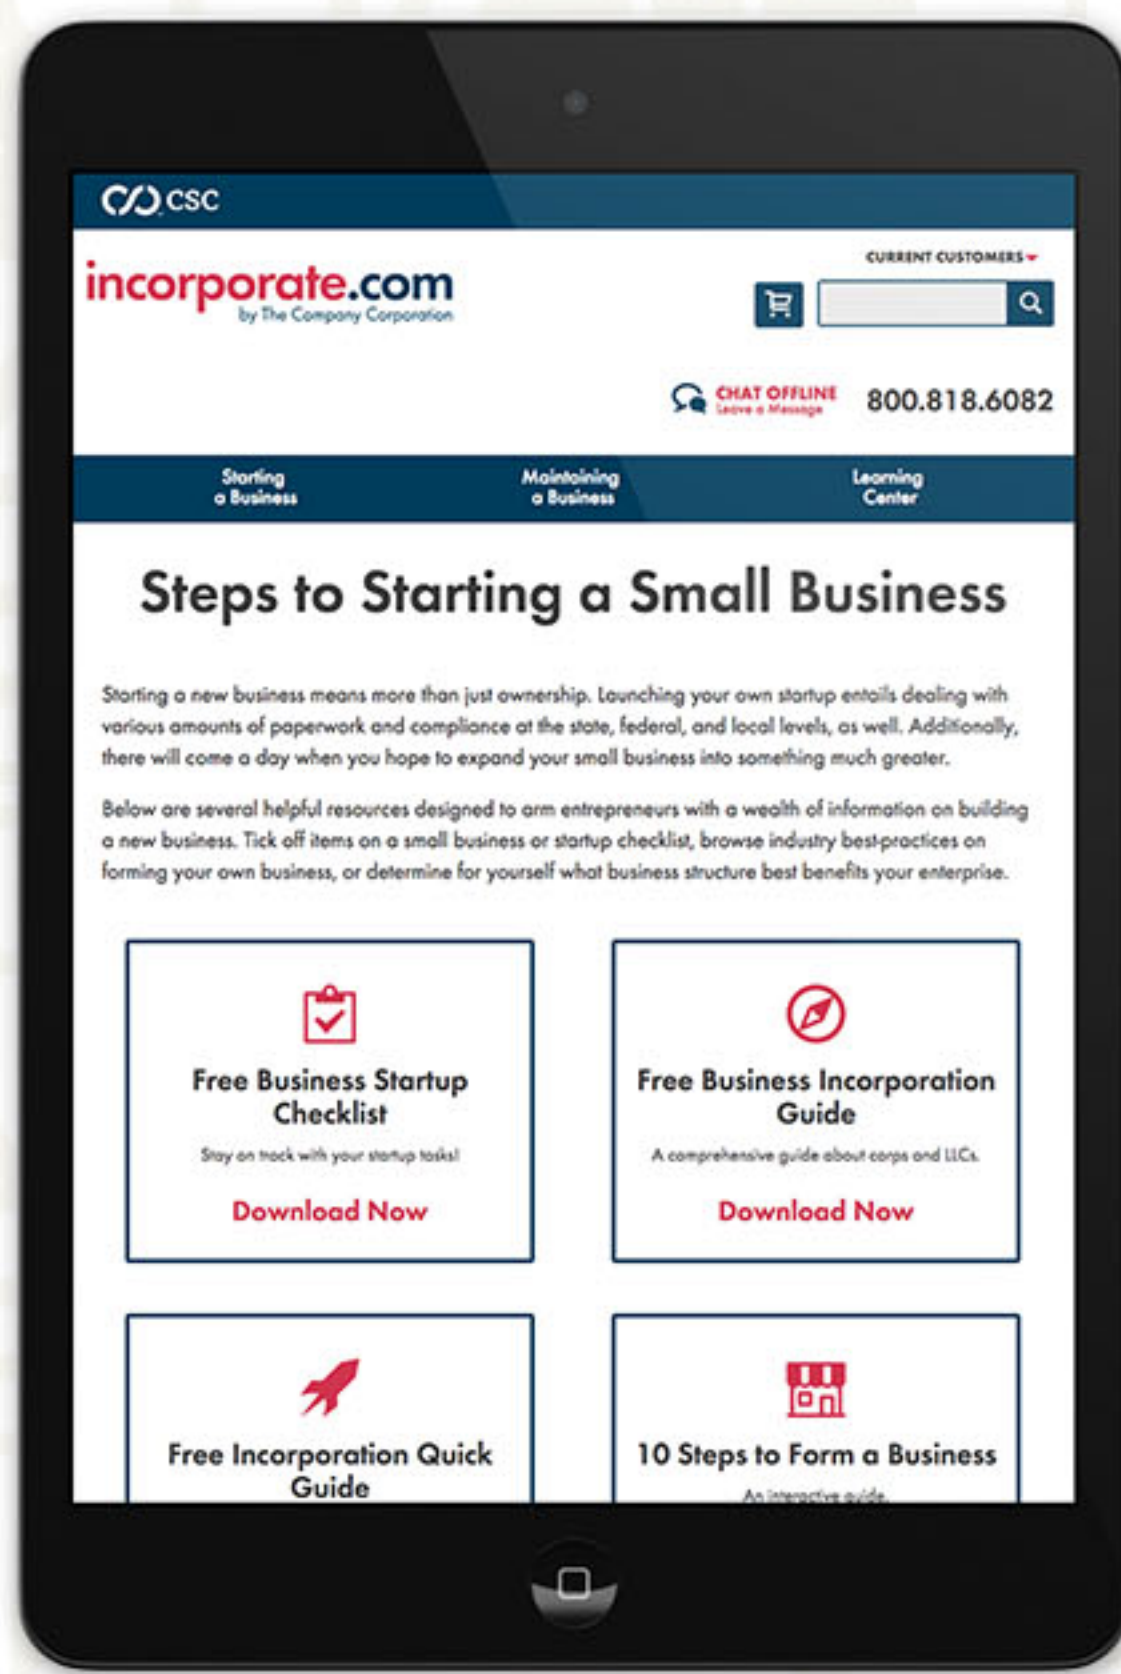 CSC
incorporate.com
by The Company Corporation
CURRENT CUSTOMERS
CHAT OFFLINE
Leave a Message
800.818.6082
Starting
a Business
Maintaining
a Business
Learning
Center
Steps to Starting a Small Business
Starting a new business means more than just ownership. Launching your own startup entails dealing with
various amounts of paperwork and compliance at the state, federal, and local levels, as well. Additionally,
there will come a day when you hope to expand your small business into something much greater.
Below are several helpful resources designed to arm entrepreneurs with a wealth of information on building
a new business. Tick off items on a small business or startup checklist, browse industry best-practices on
forming your own business, or determine for yourself what business structure best benefits your enterprise.
Free Business Startup
Checklist
Stay on track with your startup tasks!
Download Now
Free Business Incorporation
Guide
A comprehensive guide about corps and LLCs.
Download Now
Free Incorporation Quick
Guide
10 Steps to Form a Business
An interactive guide.